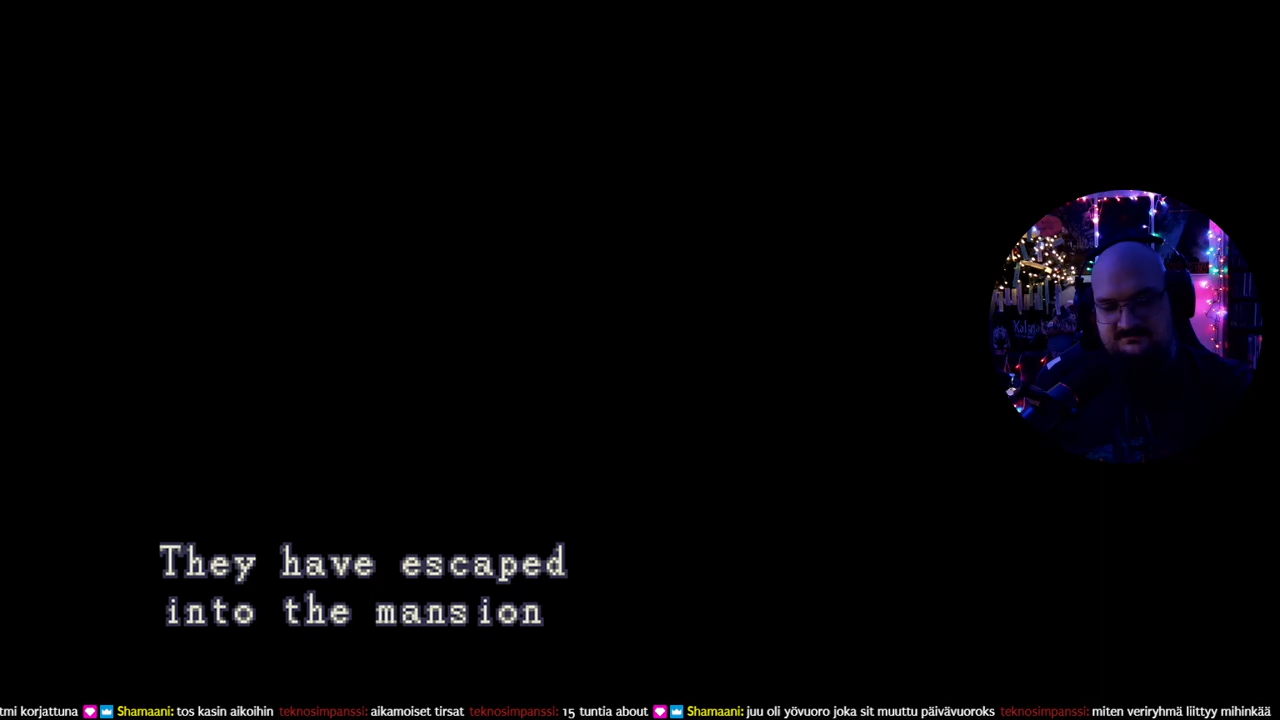 They have escaped
into the mansion
tmi korjattuna Shamaani: tos kasin aikoihin teknosimpanssi: aikamoiset tirsat teknosimpanssi: 15 tuntia about Shamaani: juu oli yövuoro joka sit muuttu päivävuoroks teknosimpanssi: miten veriryhmä liittyy mihinkää